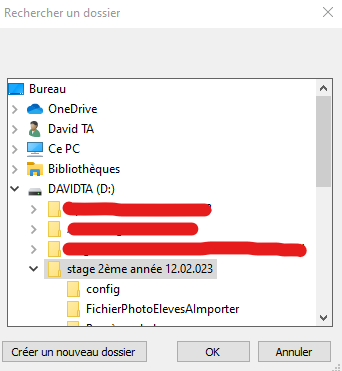 Rechercher un dossier
Bureau
OneDrive
David TA
Ce PC
Bibliothèques
DAVIDTA (D:)
stage 2ème année 12.02.023
config
FichierPhotoElevesAImporter
Créer un nouveau dossier
OK
Annuler